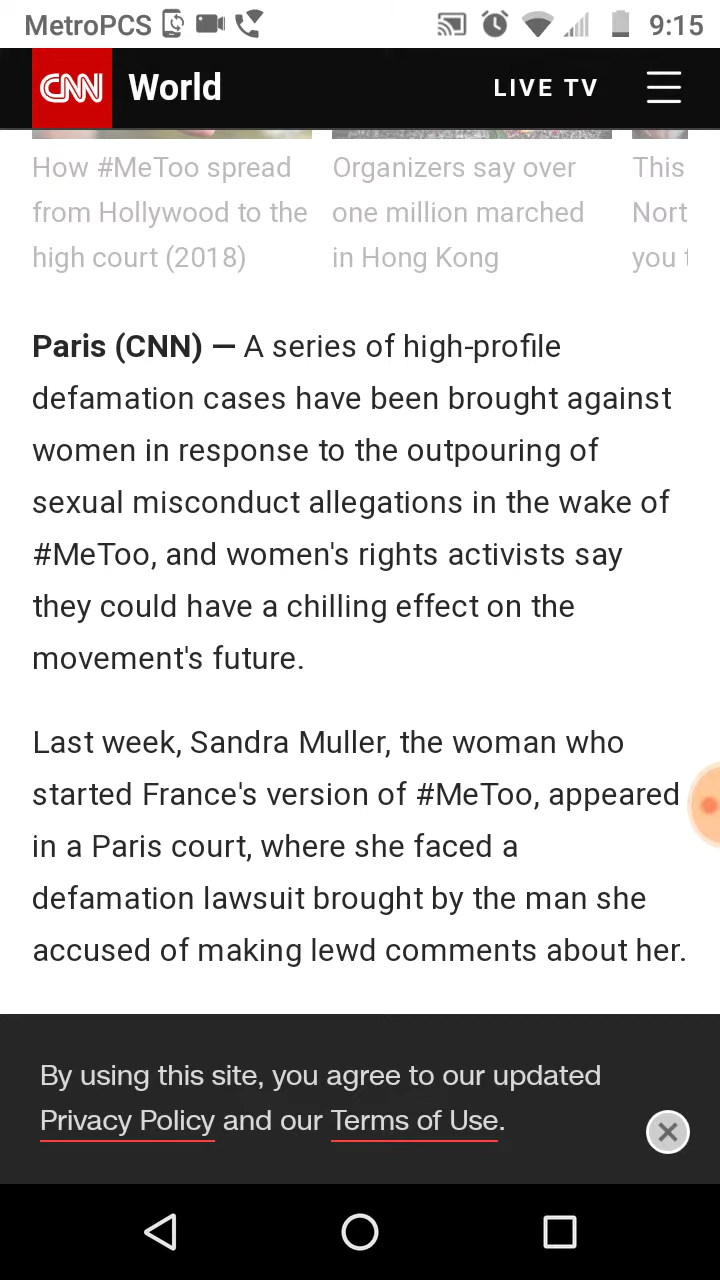 MetroPCS 9:15
CNN World LIVE TV
How #MeToo spread
from Hollywood to the
high court (2018)
Organizers say over
one million marched
in Hong Kong
This
Nort
you
Paris (CNN) — A series of high-profile
defamation cases have been brought against
women in response to the outpouring of
sexual misconduct allegations in the wake of
#MeToo, and women's rights activists say
they could have a chilling effect on the
movement's future.
Last week, Sandra Muller, the woman who
started France's version of #MeToo, appeared
in a Paris court, where she faced a
defamation lawsuit brought by the man she
accused of making lewd comments about her.
By using this site, you agree to our updated
Privacy Policy and our Terms of Use.